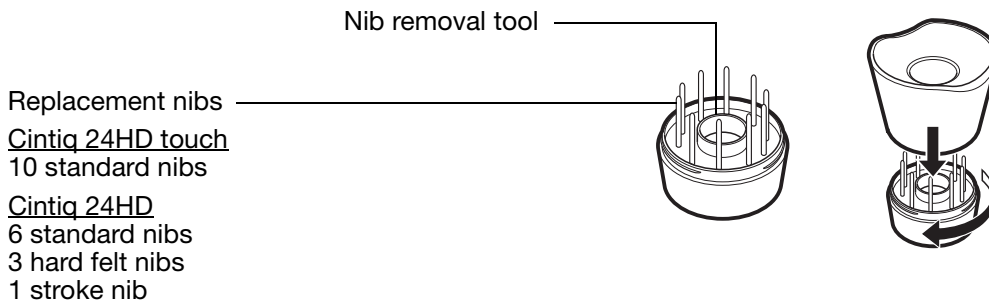 Nib removal tool
Replacement nibs
Cintiq 24HD touch
10 standard nibs
Cintiq 24HD
6 standard nibs
3 hard felt nibs
1 stroke nib